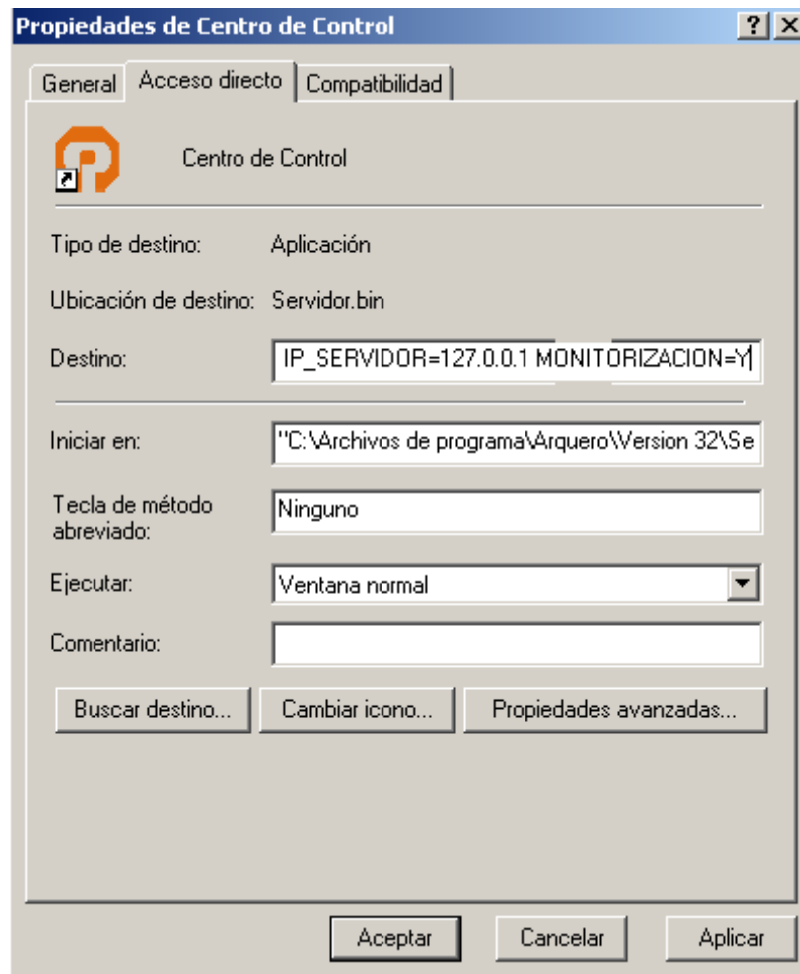 Propiedades de Centro de Control
General Acceso directo Compatibilidad
Centro de Control
Tipo de destino: Aplicación
Ubicación de destino: Servidor.bin
Destino: IP_SERVIDOR=127.0.0.1 MONITORIZACION=Y
Iniciar en: "C:\Archivos de programa\Arquero\Version 32\Se
Tecla de método
abreviado: Ninguno
Ejecutar: Ventana normal
Comentario:
Buscar destino... Cambiar icono... Propiedades avanzadas...
Aceptar Cancelar Aplicar